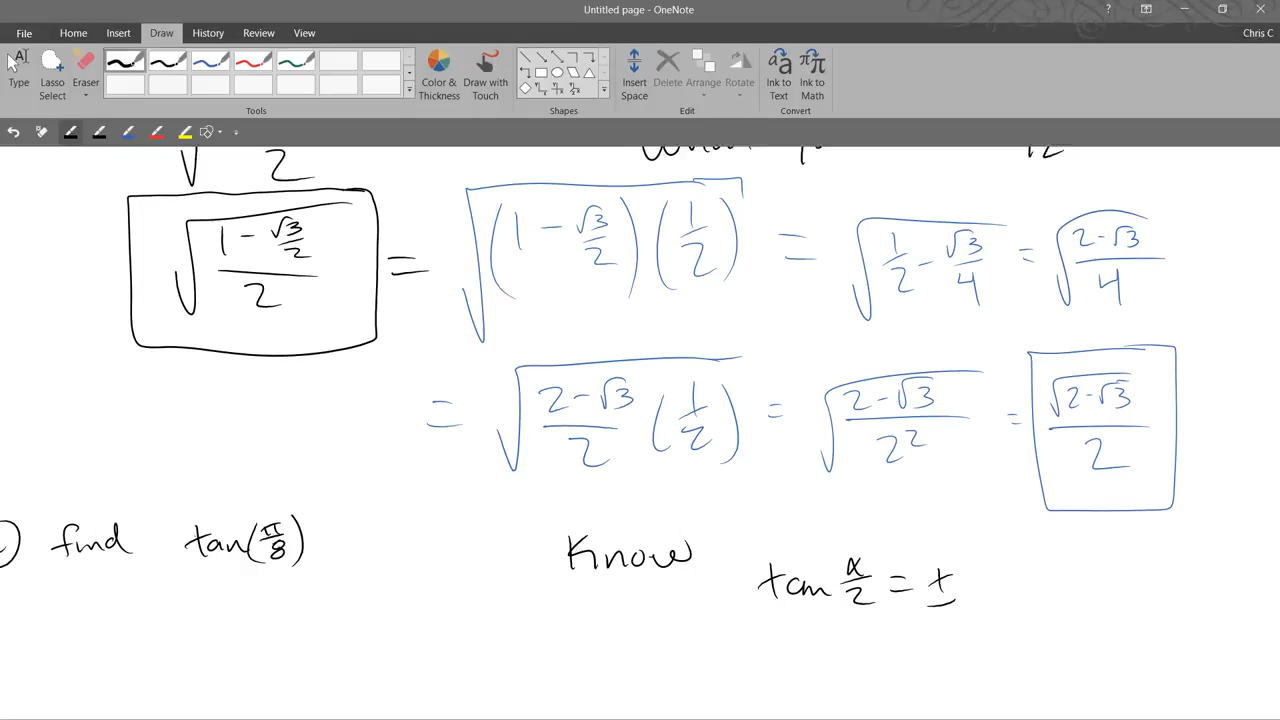 Untitled page - OneNote
File Home Insert Draw History Review View Chris C
Type Lasso Select Eraser Color & Thickness Draw with Touch Insert Space Delete Arrange Rotate Ink to Text Ink to Math
Tools Shapes Edit Convert
√ 2
√((1 - √3/2)/2) = √((1 - √3/2)(1/2)) = √(1/2 - √3/4) = √((2-√3)/4)
= √((2-√3)/2 (1/2)) = √((2-√3)/2²) = √(2-√3)/2
find tan(π/8) Know
tan α/2 = ±